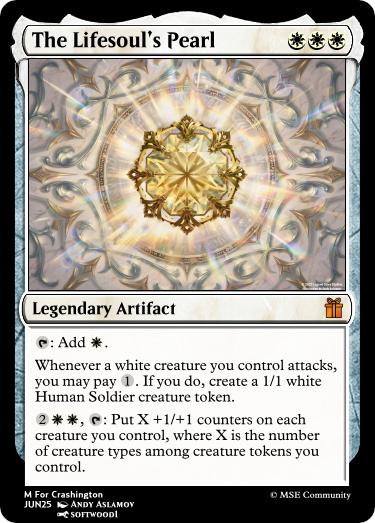 The Lifesoul's Pearl
Legendary Artifact
: Add .
Whenever a white creature you control attacks,
you may pay 1. If you do, create a 1/1 white
Human Soldier creature token.
2, : Put X +1/+1 counters on each
creature you control, where X is the number
of creature types among creature tokens you
control.
M For Crashington
JUN25 Andy Aslamov © MSE Community
softwood1